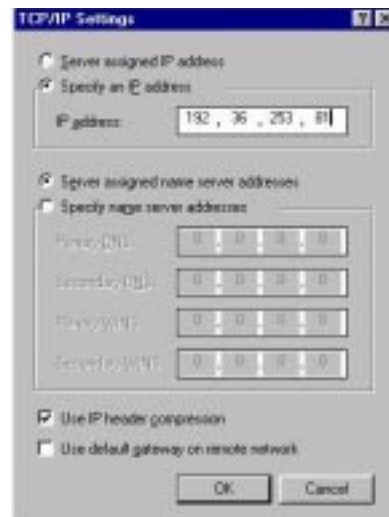 TCP/IP Settings
Server assigned IP address
Specify an IP address
IP address: 192 . 36 . 253 . 81
Server assigned name server addresses
Specify name server addresses
Primary DNS: 0 . 0 . 0 . 0
Secondary DNS: 0 . 0 . 0 . 0
Primary WINS: 0 . 0 . 0 . 0
Secondary WINS: 0 . 0 . 0 . 0
Use IP header compression
Use default gateway on remote network
OK Cancel